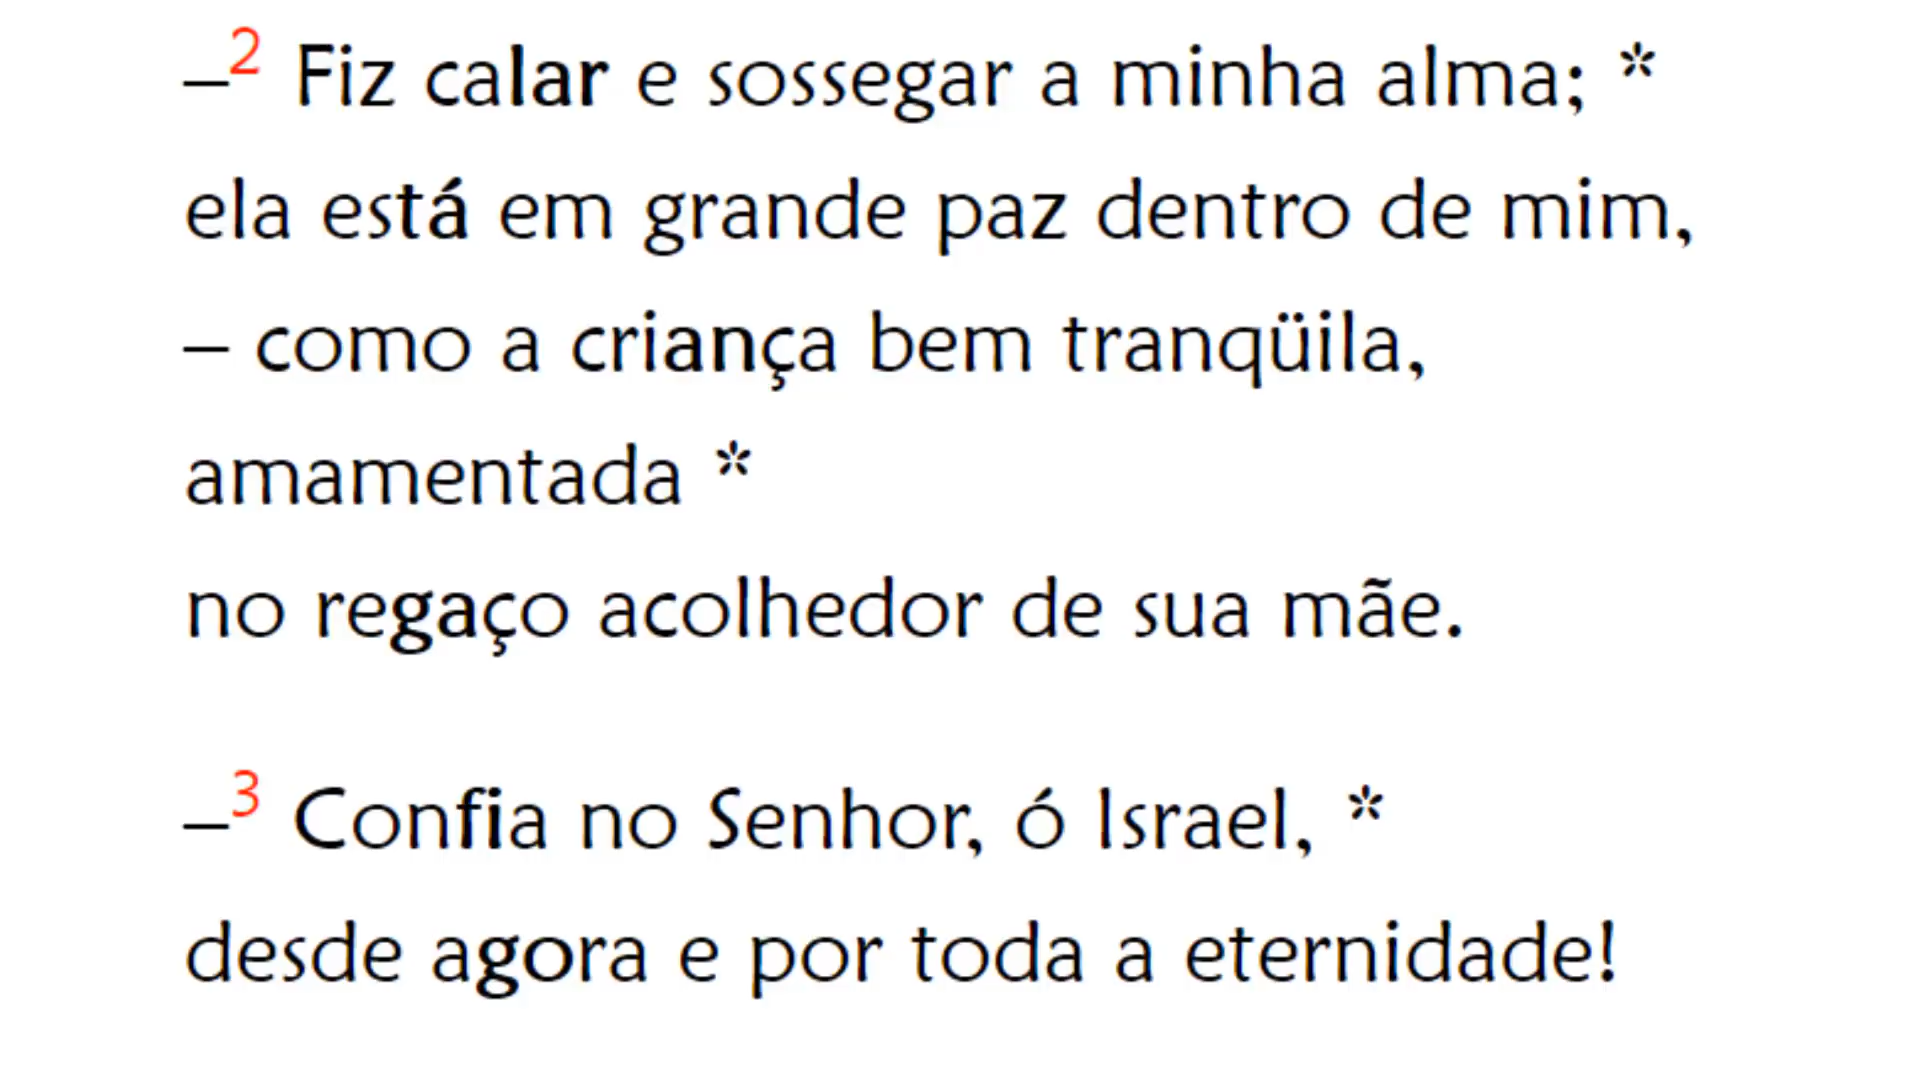 –2 Fiz calar e sossegar a minha alma; *
ela está em grande paz dentro de mim,
– como a criança bem tranqüila,
amamentada *
no regaço acolhedor de sua mãe.
–3 Confia no Senhor, ó Israel, *
desde agora e por toda a eternidade!